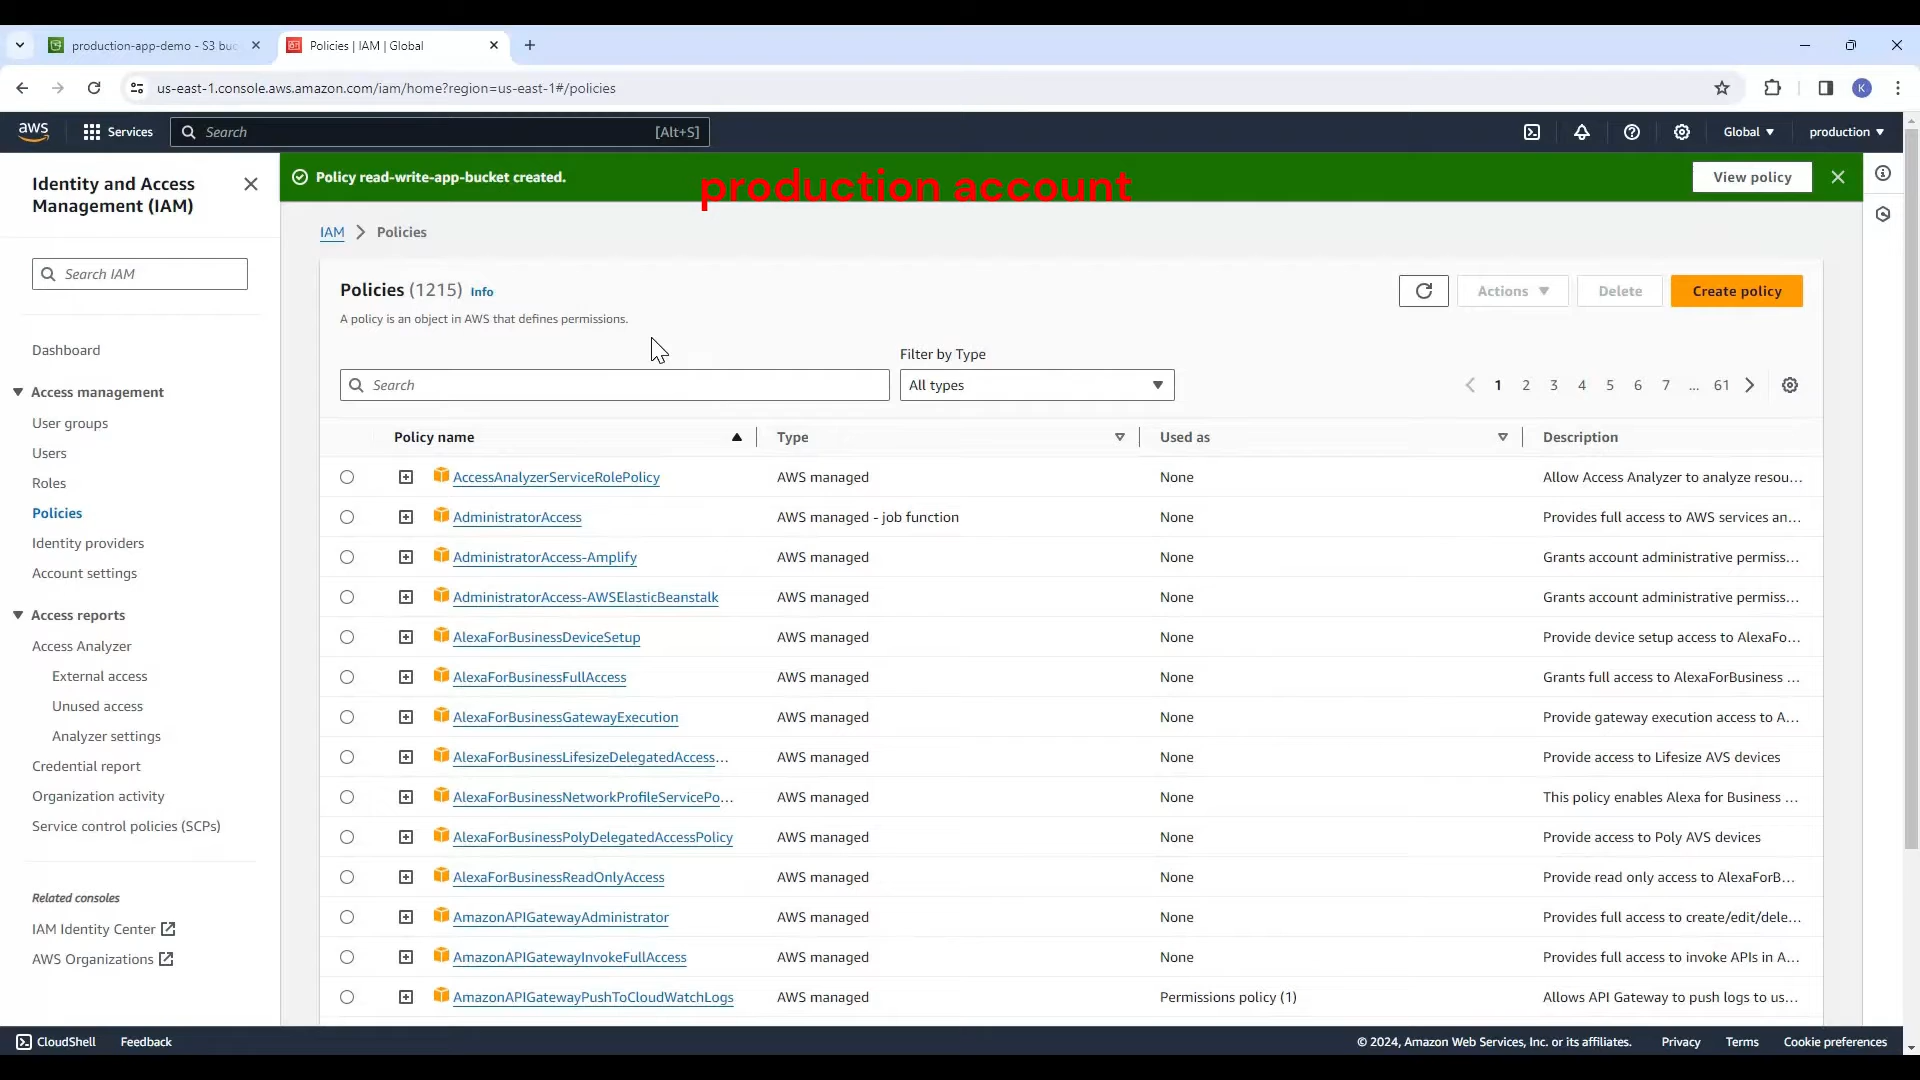 production-app-demo - S3 buc
Policies | IAM | Global
us-east-1.console.aws.amazon.com/iam/home?region=us-east-1#/policies
K
aws
Services
Search
[Alt+S]
Global
production
Identity and Access
Management (IAM)
Search IAM
Dashboard
Access management
User groups
Users
Roles
Policies
Identity providers
Account settings
Access reports
Access Analyzer
External access
Unused access
Analyzer settings
Credential report
Organization activity
Service control policies (SCPs)
Related consoles
IAM Identity Center
AWS Organizations
Policy read-write-app-bucket created.
production account
View policy
IAM > Policies
Policies (1215) Info
A policy is an object in AWS that defines permissions.
Actions
Delete
Create policy
Filter by Type
Search
All types
1 2 3 4 5 6 7 ... 61
Policy name Type Used as Description
AccessAnalyzerServiceRolePolicy AWS managed None Allow Access Analyzer to analyze resou...
AdministratorAccess AWS managed - job function None Provides full access to AWS services an...
AdministratorAccess-Amplify AWS managed None Grants account administrative permiss...
AdministratorAccess-AWSElasticBeanstalk AWS managed None Grants account administrative permiss...
AlexaForBusinessDeviceSetup AWS managed None Provide device setup access to AlexaFo...
AlexaForBusinessFullAccess AWS managed None Grants full access to AlexaForBusiness ...
AlexaForBusinessGatewayExecution AWS managed None Provide gateway execution access to A...
AlexaForBusinessLifesizeDelegatedAccess... AWS managed None Provide access to Lifesize AVS devices
AlexaForBusinessNetworkProfileServicePo... AWS managed None This policy enables Alexa for Business ...
AlexaForBusinessPolyDelegatedAccessPolicy AWS managed None Provide access to Poly AVS devices
AlexaForBusinessReadOnlyAccess AWS managed None Provide read only access to AlexaForB...
AmazonAPIGatewayAdministrator AWS managed None Provides full access to create/edit/dele...
AmazonAPIGatewayInvokeFullAccess AWS managed None Provides full access to invoke APIs in A...
AmazonAPIGatewayPushToCloudWatchLogs AWS managed Permissions policy (1) Allows API Gateway to push logs to us...
CloudShell
Feedback
© 2024, Amazon Web Services, Inc. or its affiliates.
Privacy
Terms
Cookie preferences